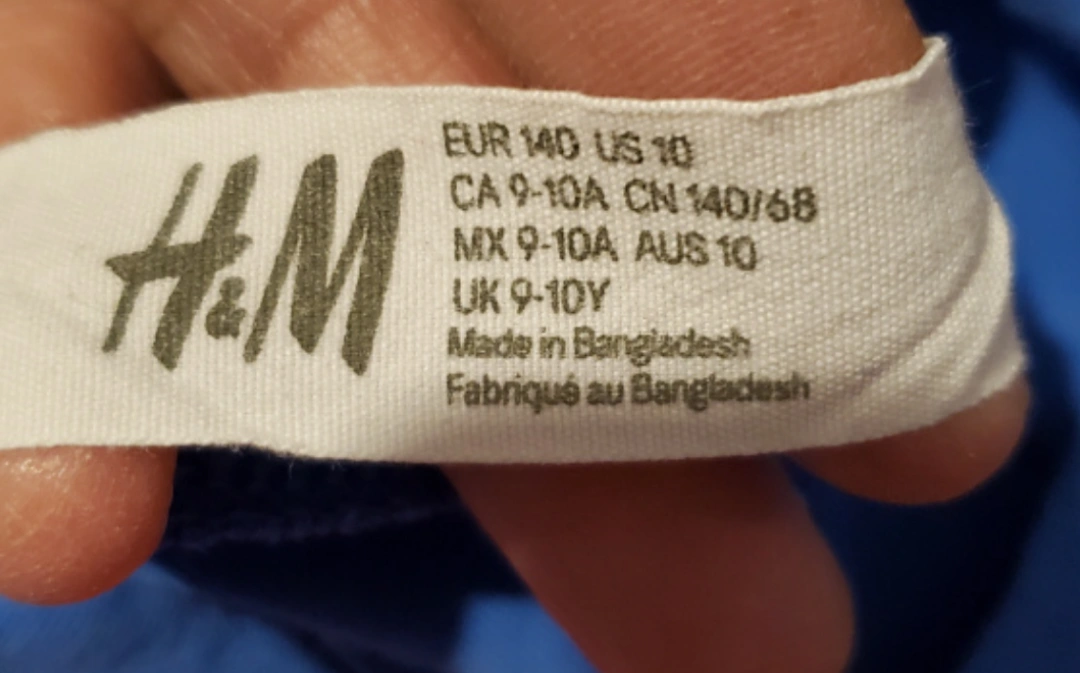 H&M
EUR 140 US 10
CA 9-10A CN 140/68
MX 9-10A AUS 10
UK 9-10Y
Made in Bangladesh
Fabriqué au Bangladesh